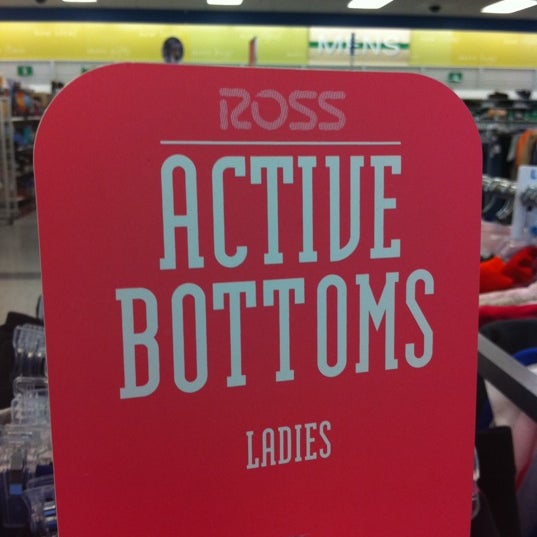 MENS
ROSS
ACTIVE
BOTTOMS
LADIES